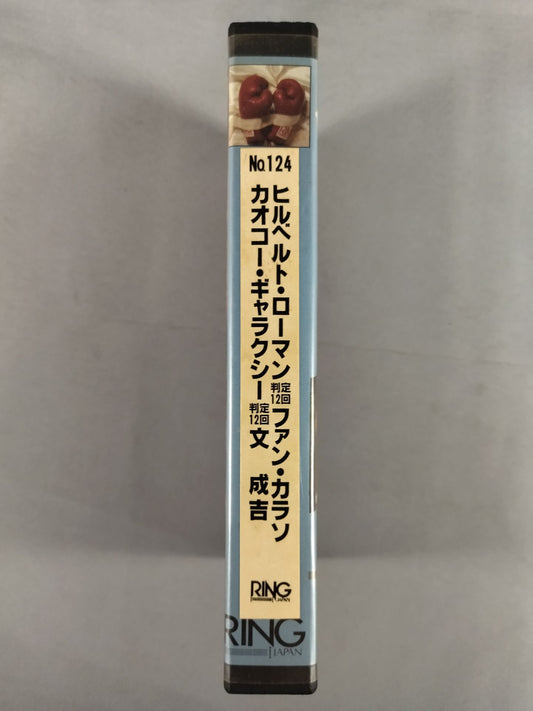 No.124
ヒルベルト・ローマン判定12回ファン・カラソ
カオコー・ギャラクシー判定12回文 成吉
RING
JAPAN
RING
JAPAN